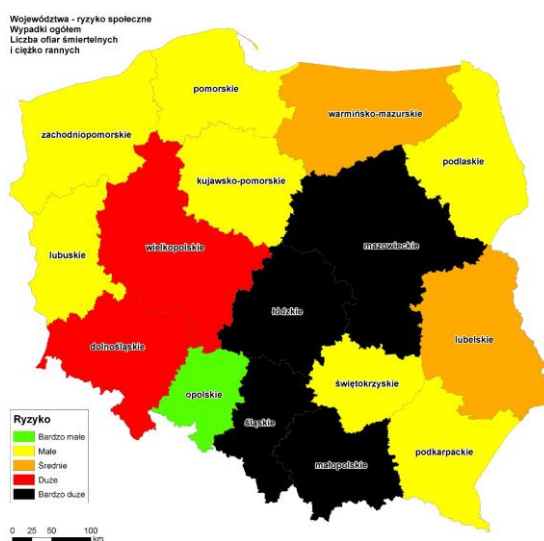 Województwa - ryzyko społeczne
Wypadki ogółem
Liczba ofiar śmiertelnych
i ciężko rannych
pomorskie
warmińsko-mazurskie
zachodniopomorskie
podlaskie
kujawsko-pomorskie
mazowieckie
wielkopolskie
lubuskie
łódzkie
lubelskie
dolnośląskie
świętokrzyskie
opolskie
śląskie
podkarpackie
małopolskie
Ryzyko
Bardzo małe
Małe
Średnie
Duże
Bardzo duże
0 25 50 100
km